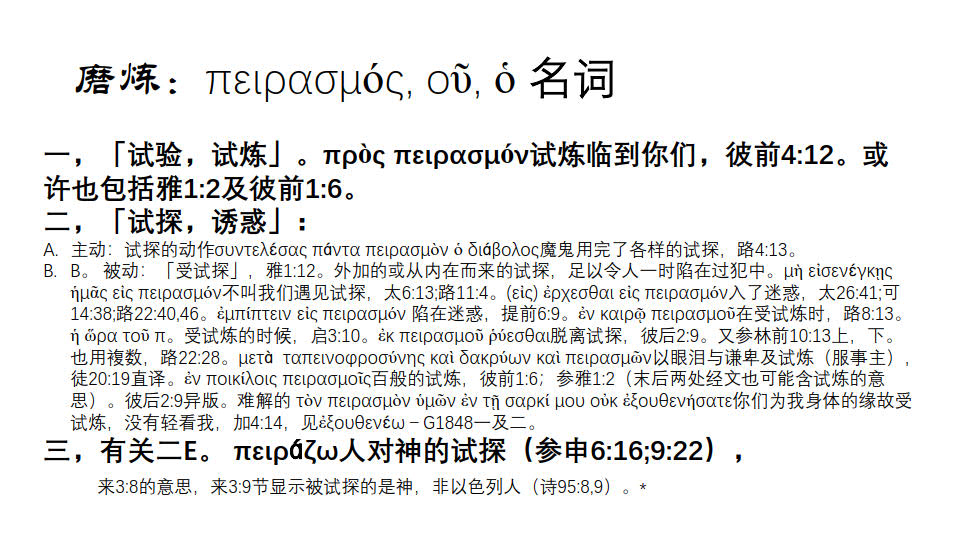 磨炼：πειρασμός, οῦ, ὁ 名词
一，「试验，试炼」。πρὸς πειρασμόν试炼临到你们，彼前4:12。或
许也包括雅1:2及彼前1:6。
二，「试探，诱惑」：
A. 主动：试探的动作συντελέσας πάντα πειρασμὸν ὁ διάβολος魔鬼用完了各样的试探，路4:13。
B. B。 被动：「受试探」，雅1:12。外加的或从内在而来的试探，足以令人一时陷在过犯中。μὴ εἰσενέγκῃς
ἡμᾶς εἰς πειρασμόν不叫我们遇见试探，太6:13;路11:4。(εἰς) ἐρχεσθαι εἰς πειρασμόν入了迷惑，太26:41;可
14:38;路22:40,46。ἐμπίπτειν εἰς πειρασμόν 陷在迷惑，提前6:9。ἐν καιρῷ πειρασμοῦ在受试炼时，路8:13。
ἡ ὥρα τοῦ π。受试炼的时候，启3:10。ἐκ πειρασμοῦ ῥύεσθαι脱离试探，彼后2:9。又参林前10:13上，下。
也用複数，路22:28。μετὰ ταπεινοφροσύνης καὶ δακρύων καὶ πειρασμῶν以眼泪与谦卑及试炼（服事主），
徒20:19直译。ἐν ποικίλοις πειρασμοῖς百般的试炼，彼前1:6；参雅1:2（末后两处经文也可能含试炼的意
思）。彼后2:9异版。难解的 τὸν πειρασμὸν ὑμῶν ἐν τῇ σαρκί μου οὐκ ἐξουθενήσατε你们为我身体的缘故受
试炼，没有轻看我，加4:14，见ἐξουθενέω－G1848一及二。
三，有关二E。 πειράζω人对神的试探（参申6:16;9:22），
来3:8的意思，来3:9节显示被试探的是神，非以色列人（诗95:8,9）。*